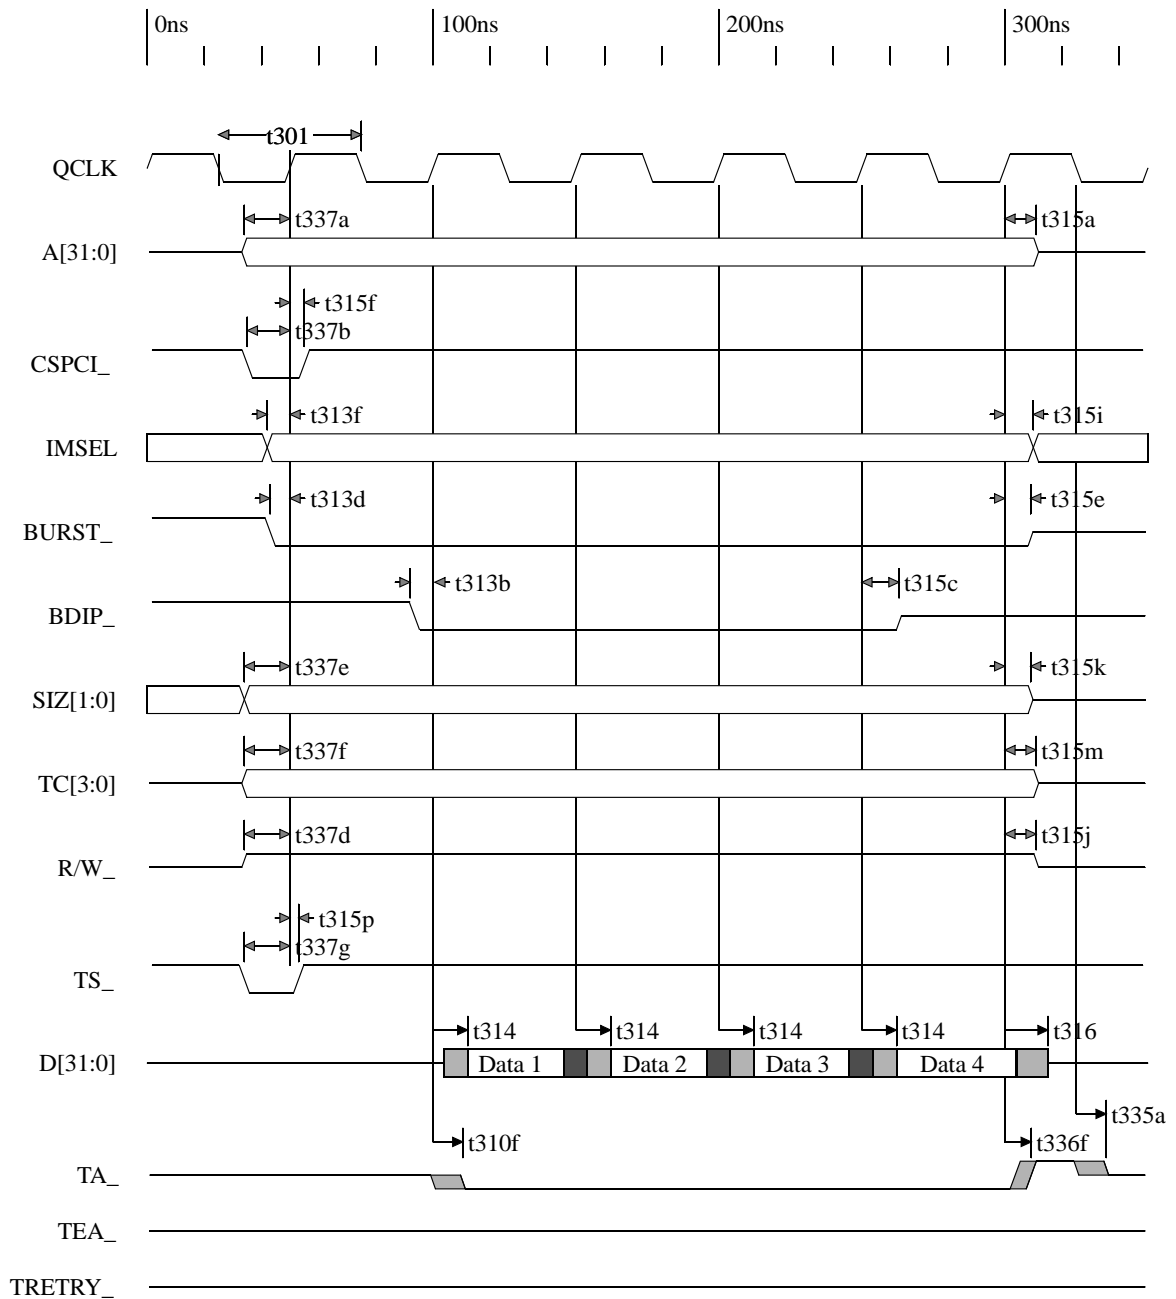 0ns 100ns 200ns 300ns
t301
QCLK
t337a t315a
A[31:0]
t315f
t337b
CSPCI_
t313f t315i
IMSEL
t313d t315e
BURST_
t313b t315c
BDIP_
t337e t315k
SIZ[1:0]
t337f t315m
TC[3:0]
t337d t315j
R/W_
t315p
t337g
TS_
t314 t314 t314 t314 t316
D[31:0] Data 1 Data 2 Data 3 Data 4
t335a
t310f t336f
TA_
TEA_
TRETRY_